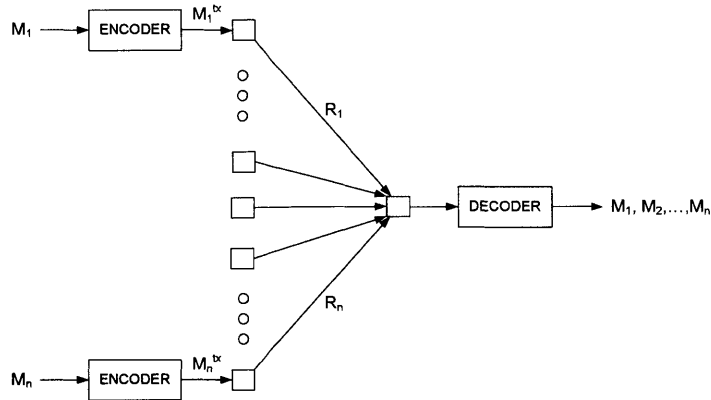 M₁ ENCODER M₁ᵗˣ
R₁
DECODER M₁, M₂,...,Mₙ
Rₙ
Mₙ ENCODER Mₙᵗˣ